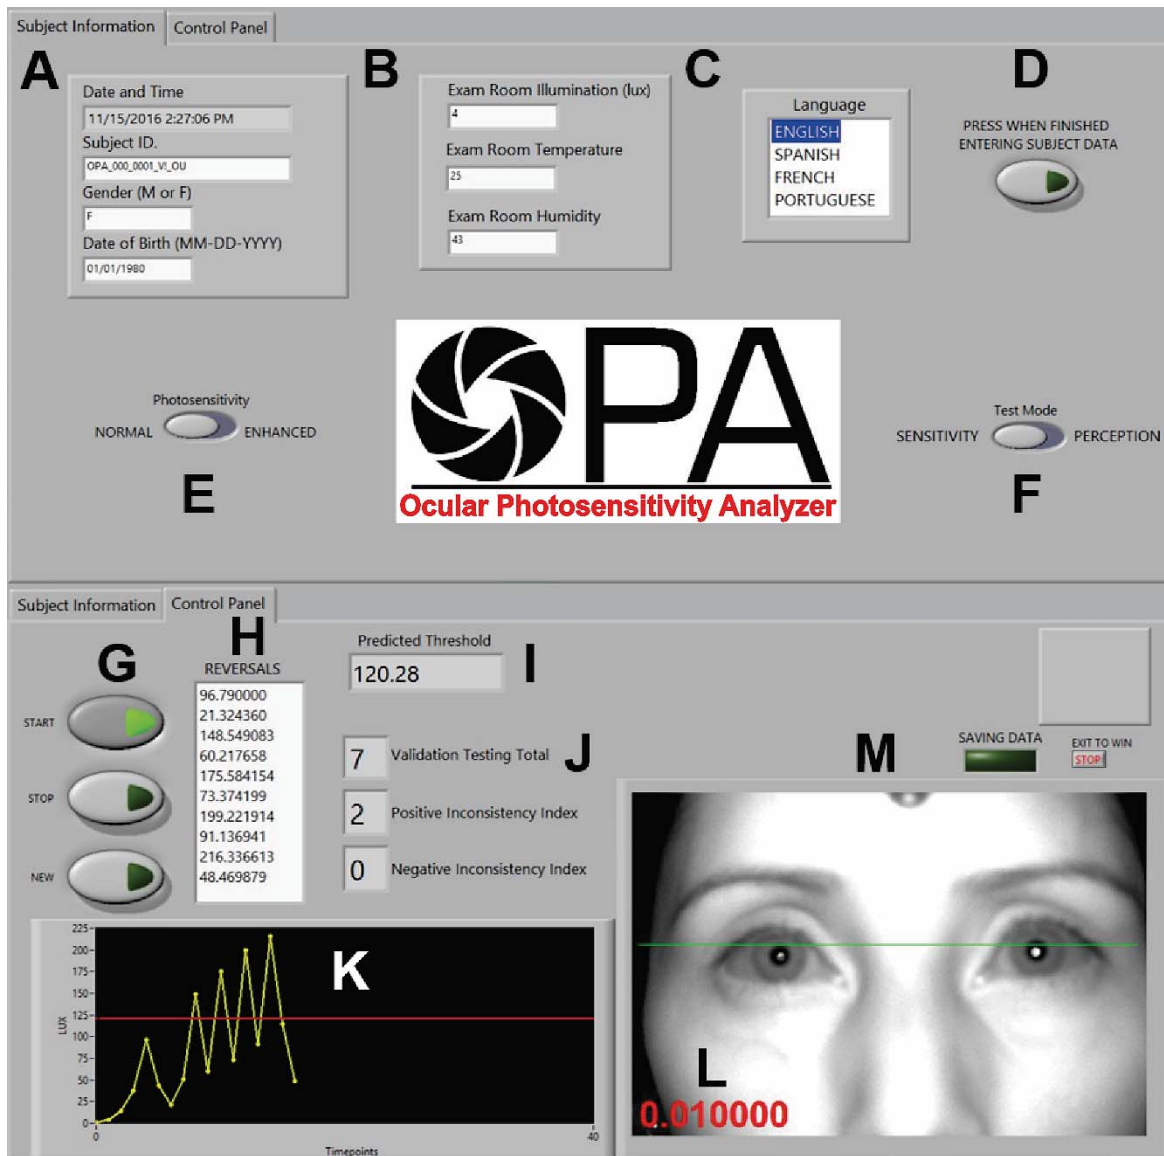 Subject Information
Control Panel
A
B
C
D
Date and Time
11/15/2016 2:27:06 PM
Subject ID.
OPA_000_0001_VI_OU
Gender (M or F)
F
Date of Birth (MM-DD-YYYY)
01/01/1980
Exam Room Illumination (lux)
4
Exam Room Temperature
25
Exam Room Humidity
43
Language
ENGLISH
SPANISH
FRENCH
PORTUGUESE
PRESS WHEN FINISHED
ENTERING SUBJECT DATA
Photosensitivity
NORMAL
ENHANCED
E
OPA
Ocular Photosensitivity Analyzer
Test Mode
SENSITIVITY
PERCEPTION
F
Subject Information
Control Panel
G
START
STOP
NEW
H
REVERSALS
96.790000
21.324360
148.549083
60.217658
175.584154
73.374199
199.221914
91.136941
216.336613
48.469879
Predicted Threshold
120.28
I
J
7 Validation Testing Total
2 Positive Inconsistency Index
0 Negative Inconsistency Index
M
SAVING DATA
EXIT TO WIN
STOP
K
LUX
225
200
175
150
125
100
75
50
25
0
0
40
Timepoints
L
0.010000